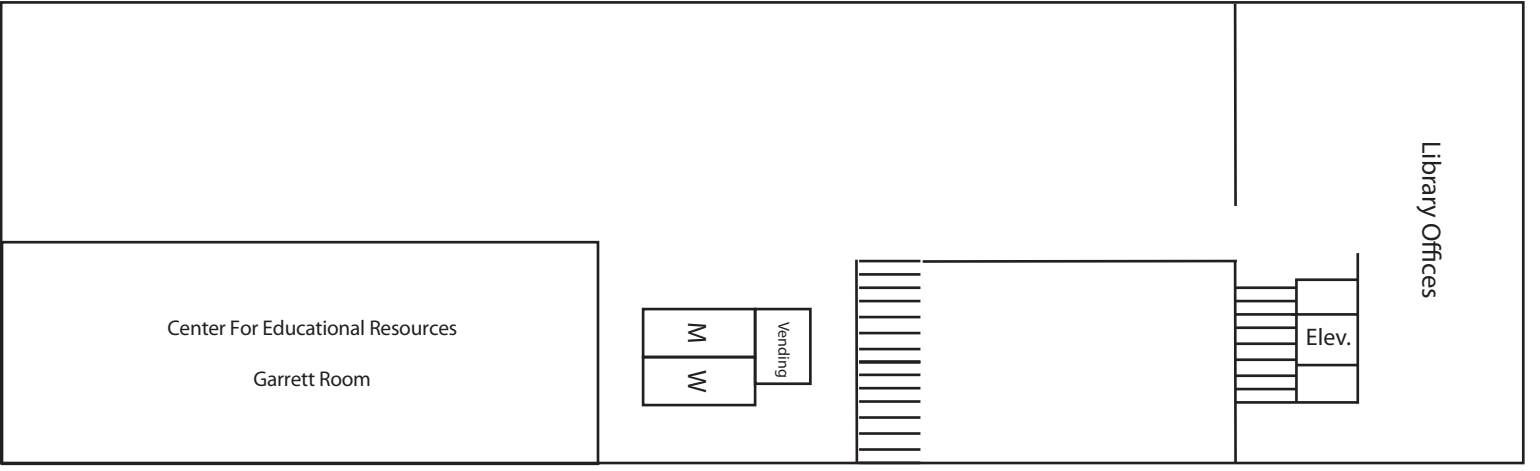 Library Offices
Center For Educational Resources
Garrett Room
M
W
Vending
Elev.